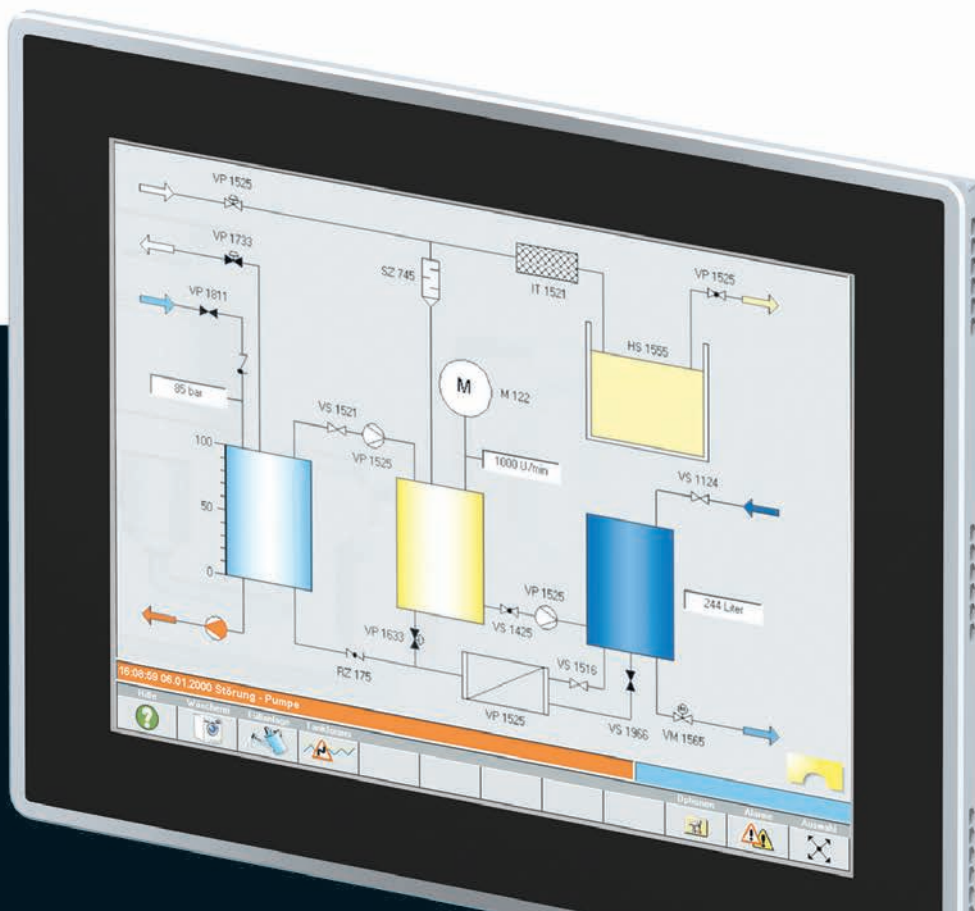 VP 1525
VP 1733
VP 1811
85 bar
100
50
0
SZ 745
IT 1521
VP 1525
HS 1555
M
M 122
VS 1521
VP 1525
1000 U/min
VS 1124
VP 1525
VS 1425
244 Liter
VP 1633
RZ 175
VP 1525
VS 1516
VS 1966
VM 1565
M
16:08:59 06.01.2000 Störung - Pumpe
Hilfe
Wäscherei
Füllanlage
Tankformen
Optionen
Alarme
Auswahl